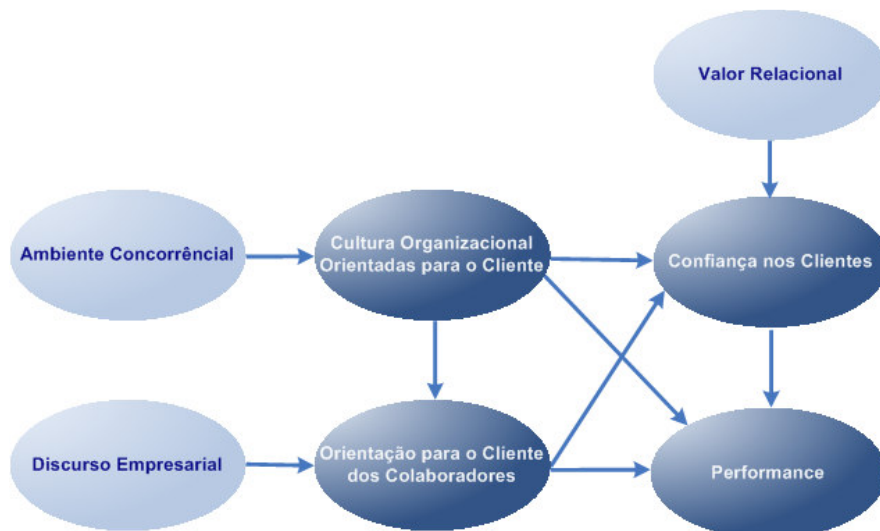 Valor Relacional
Ambiente Concorrêncial
Cultura Organizacional
Orientadas para o Cliente
Confiança nos Clientes
Discurso Empresarial
Orientação para o Cliente
dos Colaboradores
Performance